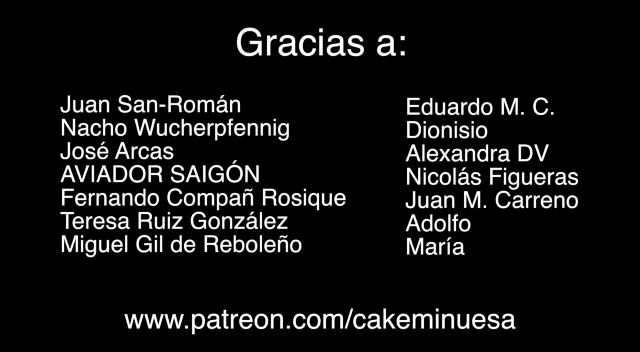 Gracias a:
Juan San-Román
Nacho Wucherpfennig
José Arcas
AVIADOR SAIGÓN
Fernando Compañ Rosique
Teresa Ruiz González
Miguel Gil de Reboleño
Eduardo M. C.
Dionisio
Alexandra DV
Nicolás Figueras
Juan M. Carreno
Adolfo
María
www.patreon.com/cakeminuesa